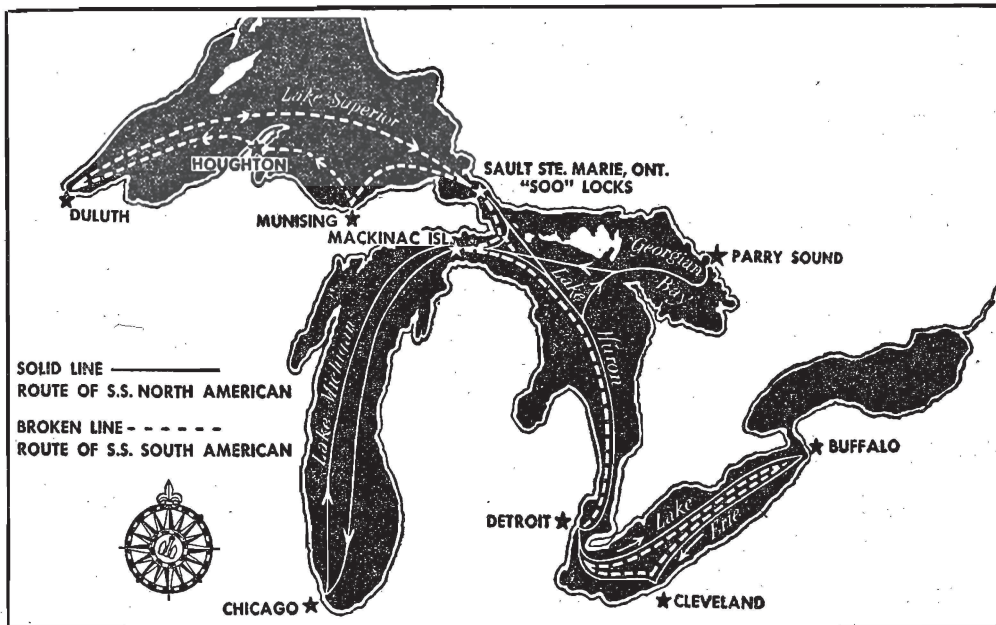 Lake Superior
HOUGHTON
DULUTH
MUNISING
SAULT STE. MARIE, ONT.
"SOO" LOCKS
MACKINAC ISL.
Georgian
Bay
PARRY SOUND
Lake
Huron
Lake Michigan
SOLID LINE
ROUTE OF S.S. NORTH AMERICAN
BROKEN LINE
ROUTE OF S.S. SOUTH AMERICAN
BUFFALO
DETROIT
Lake
Erie
CHICAGO
CLEVELAND